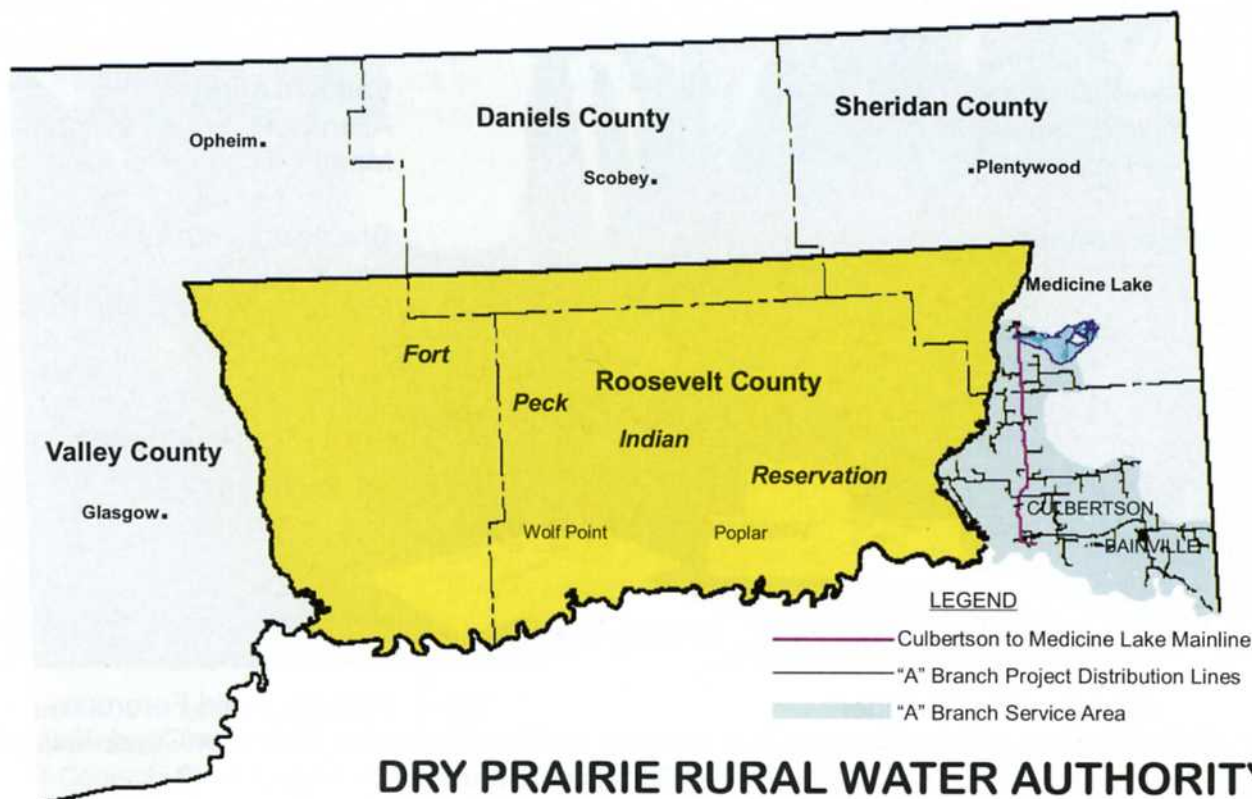 Daniels County
Sheridan County
Opheim
Scobey
Plentywood
Medicine Lake
Fort
Peck
Indian
Reservation
Roosevelt County
Valley County
Glasgow
Wolf Point
Poplar
CULBERTSON
BAINVILLE
LEGEND
Culbertson to Medicine Lake Mainline
"A" Branch Project Distribution Lines
"A" Branch Service Area
DRY PRAIRIE RURAL WATER AUTHORITY